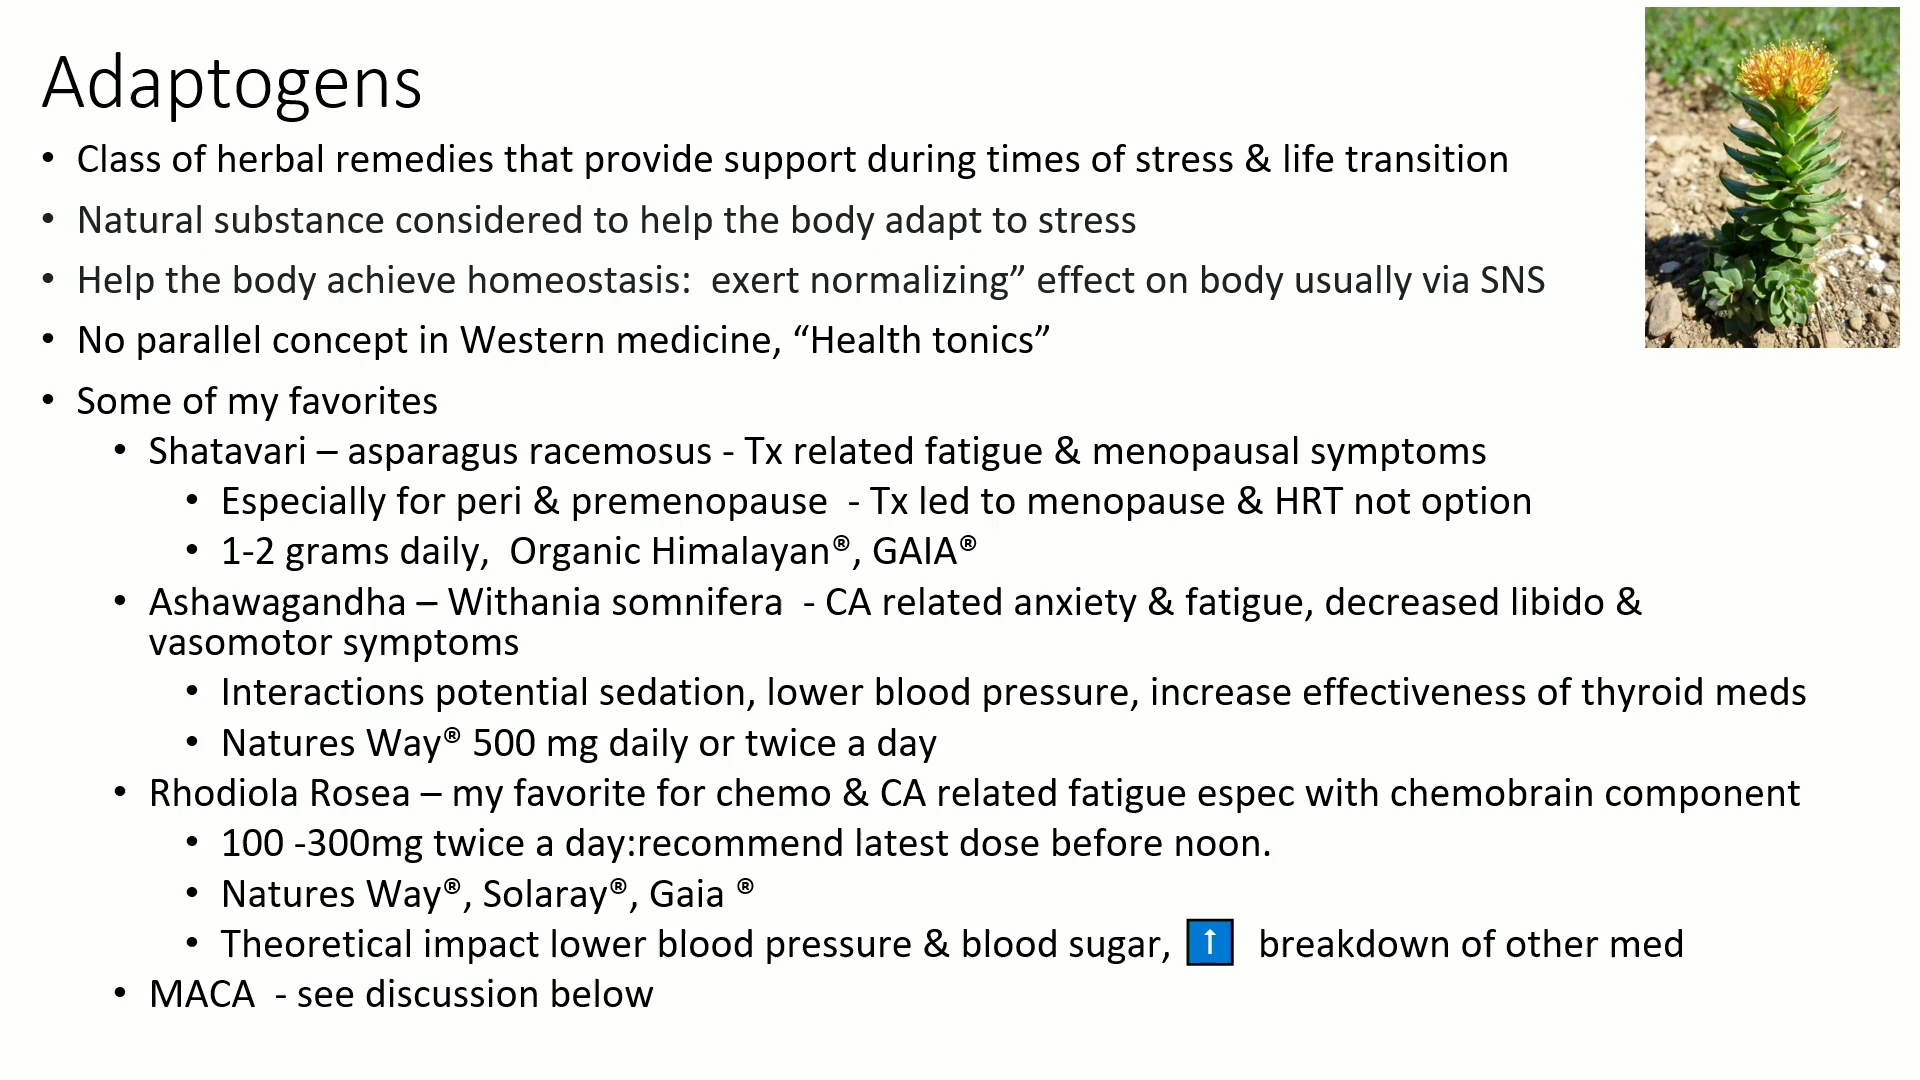 Adaptogens
• Class of herbal remedies that provide support during times of stress & life transition
• Natural substance considered to help the body adapt to stress
• Help the body achieve homeostasis:  exert normalizing” effect on body usually via SNS
• No parallel concept in Western medicine, “Health tonics”
• Some of my favorites
• Shatavari – asparagus racemosus - Tx related fatigue & menopausal symptoms
• Especially for peri & premenopause  - Tx led to menopause & HRT not option
• 1-2 grams daily,  Organic Himalayan®, GAIA®
• Ashawagandha – Withania somnifera  - CA related anxiety & fatigue, decreased libido &
vasomotor symptoms
• Interactions potential sedation, lower blood pressure, increase effectiveness of thyroid meds
• Natures Way® 500 mg daily or twice a day
• Rhodiola Rosea – my favorite for chemo & CA related fatigue espec with chemobrain component
• 100 -300mg twice a day:recommend latest dose before noon.
• Natures Way®, Solaray®, Gaia ®
• Theoretical impact lower blood pressure & blood sugar, ↑ breakdown of other med
• MACA  - see discussion below